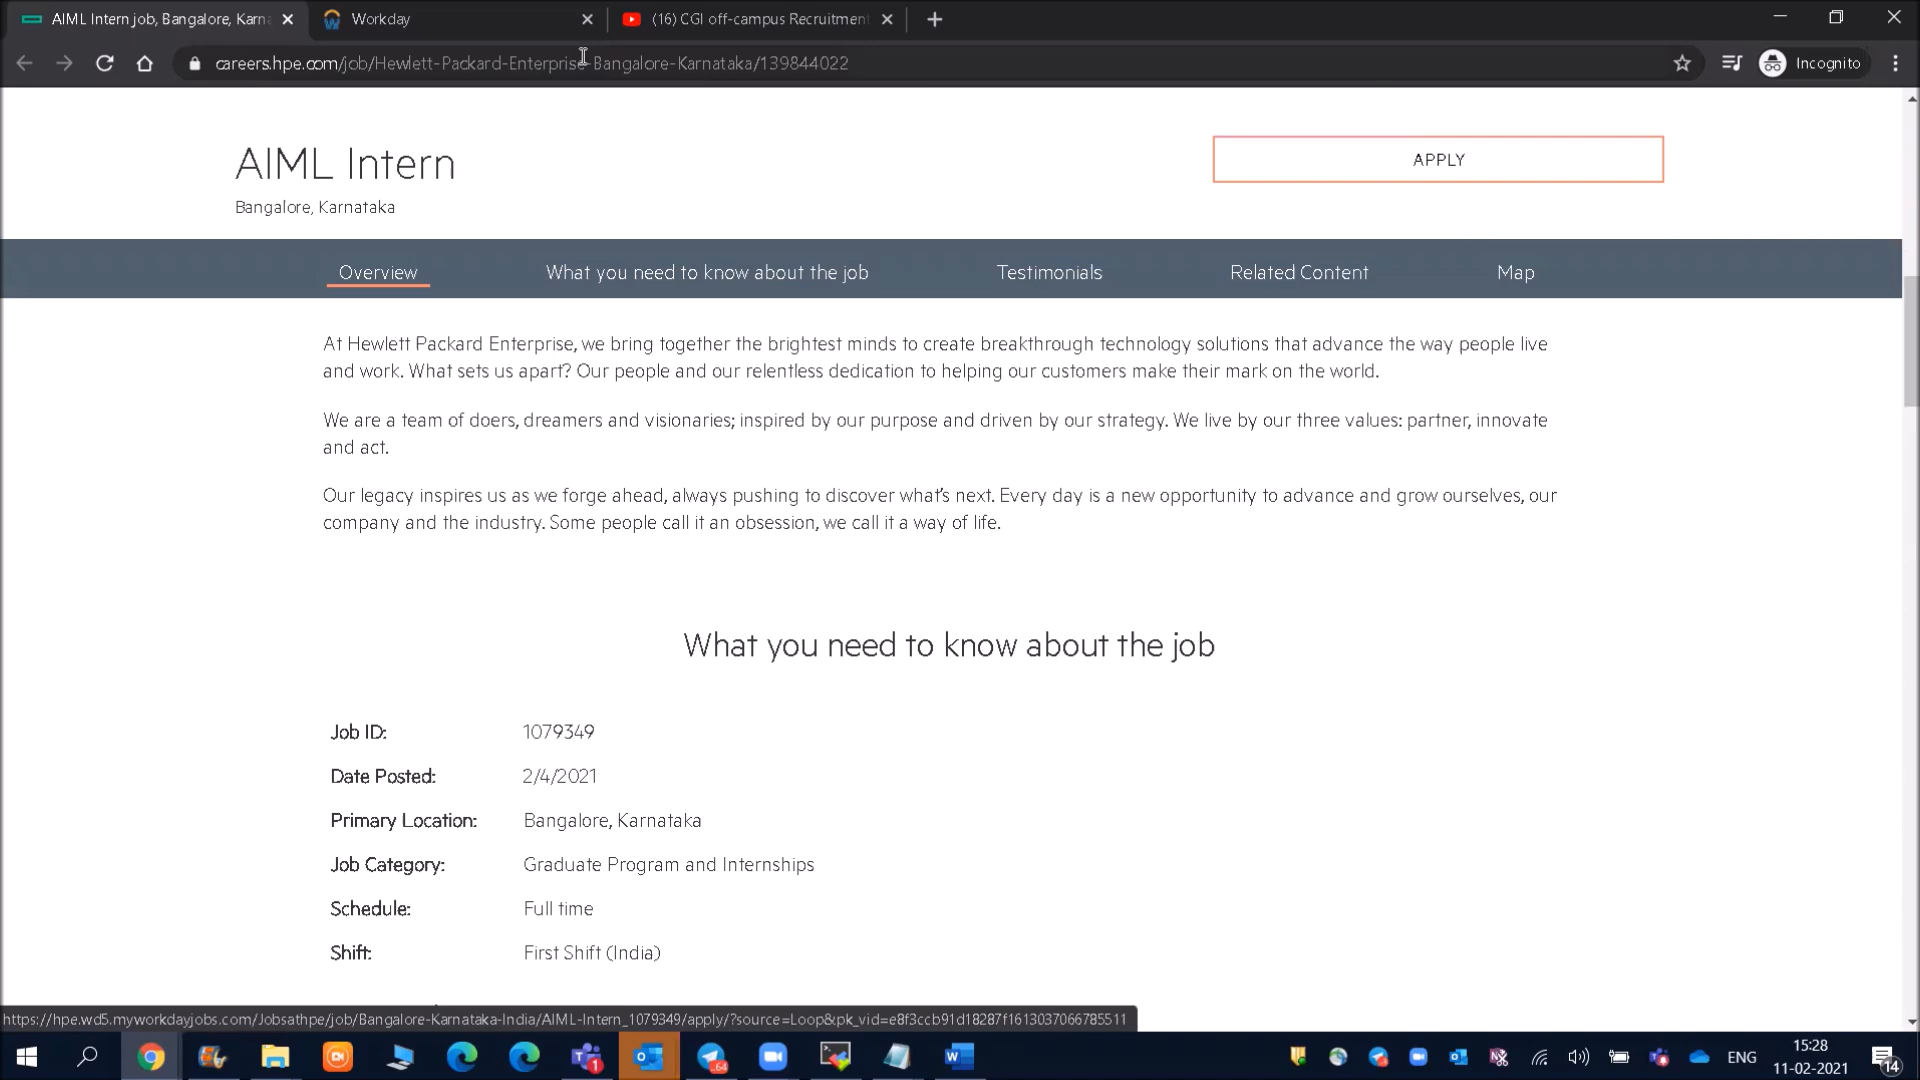 AIML Intern job, Bangalore, Karna
Workday
(16) CGI off-campus Recruitment
careers.hpe.com/job/Hewlett-Packard-Enterprise-Bangalore-Karnataka/139844022
Incognito
AIML Intern
APPLY
Bangalore, Karnataka
Overview
What you need to know about the job
Testimonials
Related Content
Map
At Hewlett Packard Enterprise, we bring together the brightest minds to create breakthrough technology solutions that advance the way people live
and work. What sets us apart? Our people and our relentless dedication to helping our customers make their mark on the world.
We are a team of doers, dreamers and visionaries; inspired by our purpose and driven by our strategy. We live by our three values: partner, innovate
and act.
Our legacy inspires us as we forge ahead, always pushing to discover what's next. Every day is a new opportunity to advance and grow ourselves, our
company and the industry. Some people call it an obsession, we call it a way of life.
What you need to know about the job
Job ID: 1079349
Date Posted: 2/4/2021
Primary Location: Bangalore, Karnataka
Job Category: Graduate Program and Internships
Schedule: Full time
Shift: First Shift (India)
https://hpe.wd5.myworkdayjobs.com/Jobsathpe/job/Bangalore-Karnataka-India/AIML-Intern_1079349/apply/?source=Loop&pk_vid=e8f3ccb91d18287f1613037066785511
ENG
15:28
11-02-2021
14